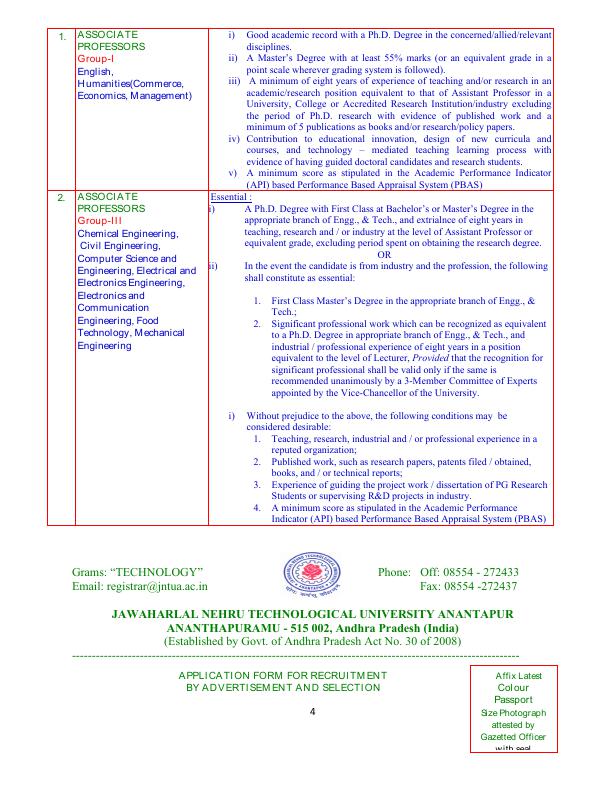 1.
ASSOCIATE
PROFESSORS
Group-I
English,
Humanities(Commerce,
Economics, Management)
i) Good academic record with a Ph.D. Degree in the concerned/allied/relevant
disciplines.
ii) A Master's Degree with at least 55% marks (or an equivalent grade in a
point scale wherever grading system is followed).
iii) A minimum of eight years of experience of teaching and/or research in an
academic/research position equivalent to that of Assistant Professor in a
University, College or Accredited Research Institution/industry excluding
the period of Ph.D. research with evidence of published work and a
minimum of 5 publications as books and/or research/policy papers.
iv) Contribution to educational innovation, design of new curricula and
courses, and technology – mediated teaching learning process with
evidence of having guided doctoral candidates and research students.
v) A minimum score as stipulated in the Academic Performance Indicator
(API) based Performance Based Appraisal System (PBAS)
2.
ASSOCIATE
PROFESSORS
Group-III
Chemical Engineering,
Civil Engineering,
Computer Science and
Engineering, Electrical and
Electronics Engineering,
Electronics and
Communication
Engineering, Food
Technology, Mechanical
Engineering
Essential :
i) A Ph.D. Degree with First Class at Bachelor's or Master's Degree in the
appropriate branch of Eng., & Tech., and extrialnce of eight years in
teaching, research and / or industry at the level of Assistant Professor or
equivalent grade, excluding period spent on obtaining the research degree.
OR
ii) In the event the candidate is from industry and the profession, the following
shall constitute as essential:
1. First Class Master's Degree in the appropriate branch of Engg., &
Tech.;
2. Significant professional work which can be recognized as equivalent
to a Ph.D. Degree in appropriate branch of Eng., & Tech., and
industrial / professional experience of eight years in a position
equivalent to the level of Lecturer, Provided that the recognition for
significant professional shall be valid only if the same is
recommended unanimously by a 3-Member Committee of Experts
appointed by the Vice-Chancellor of the University.
i) Without prejudice to the above, the following conditions may be
considered desirable:
1. Teaching, research, industrial and / or professional experience in a
reputed organization;
2. Published work, such as research papers, patents filed / obtained,
books, and / or technical reports;
3. Experience of guiding the project work / dissertation of PG Research
Students or supervising R&D projects in industry.
4. A minimum score as stipulated in the Academic Performance
Indicator (API) based Performance Based Appraisal System (PBAS)
Grams: "TECHNOLOGY" Phone: Off: 08554 - 272433
Email: registrar@jntua.ac.in Fax: 08554 -272437
JAWAHARLAL NEHRU TECHNOLOGICAL UNIVERSITY ANANTAPUR
ANANTHAPURAMU - 515 002, Andhra Pradesh (India)
(Established by Govt. of Andhra Pradesh Act No. 30 of 2008)
APPLICATION FORM FOR RECRUITMENT
BY ADVERTISEMENT AND SELECTION
Affix Latest
Colour
Passport
Size Photograph
attested by
Gazetted Officer
with seal
4